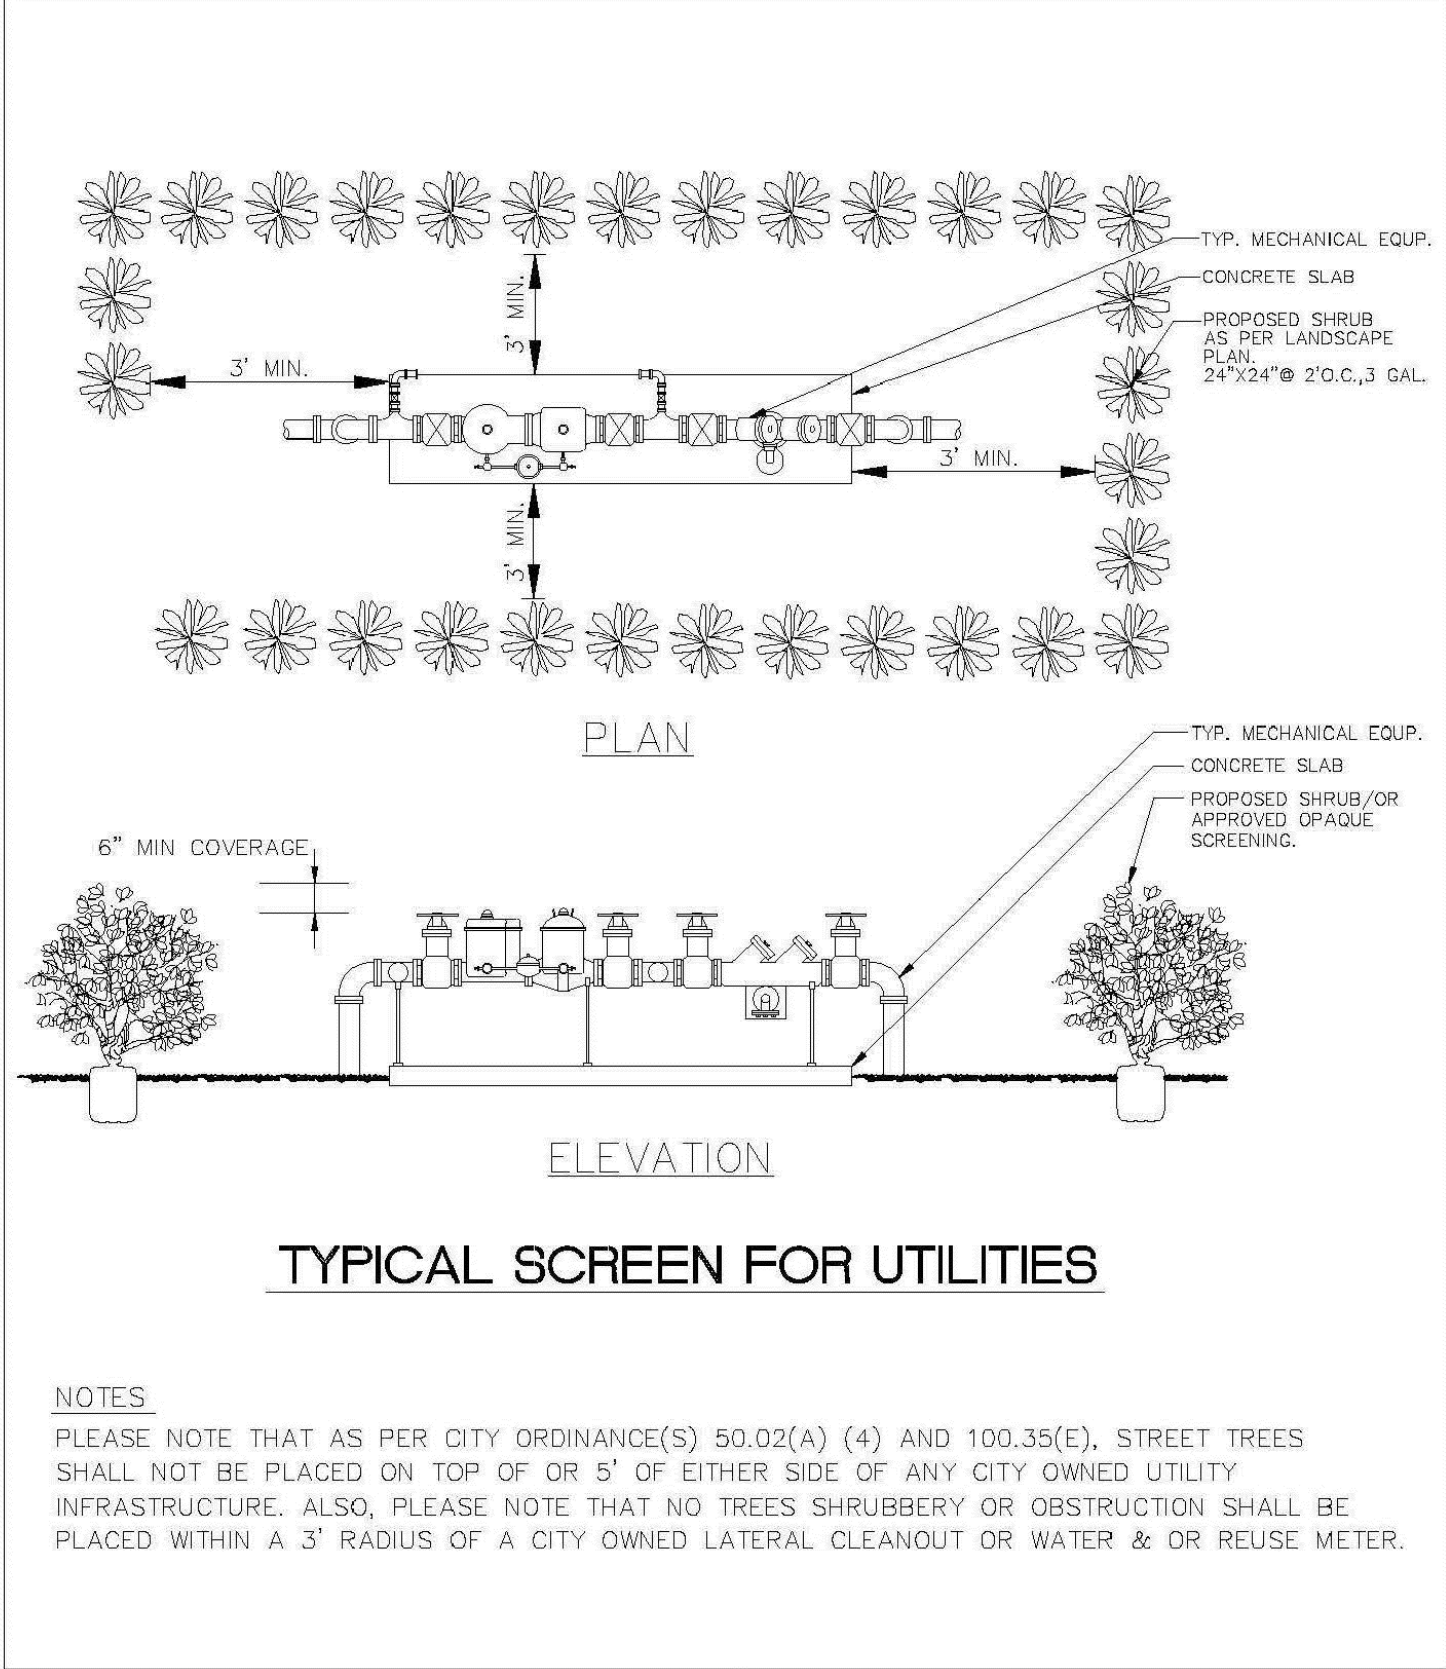 TYP. MECHANICAL EQUP.
CONCRETE SLAB
PROPOSED SHRUB
AS PER LANDSCAPE
PLAN.
24"X24"@ 2'O.C.,3 GAL.
3' MIN.
3' MIN.
3' MIN.
3' MIN.
PLAN
TYP. MECHANICAL EQUP.
CONCRETE SLAB
PROPOSED SHRUB/OR
APPROVED OPAQUE
SCREENING.
6" MIN COVERAGE
ELEVATION
TYPICAL SCREEN FOR UTILITIES
NOTES
PLEASE NOTE THAT AS PER CITY ORDINANCE(S) 50.02(A) (4) AND 100.35(E), STREET TREES
SHALL NOT BE PLACED ON TOP OF OR 5' OF EITHER SIDE OF ANY CITY OWNED UTILITY
INFRASTRUCTURE. ALSO, PLEASE NOTE THAT NO TREES SHRUBBERY OR OBSTRUCTION SHALL BE
PLACED WITHIN A 3' RADIUS OF A CITY OWNED LATERAL CLEANOUT OR WATER & OR REUSE METER.